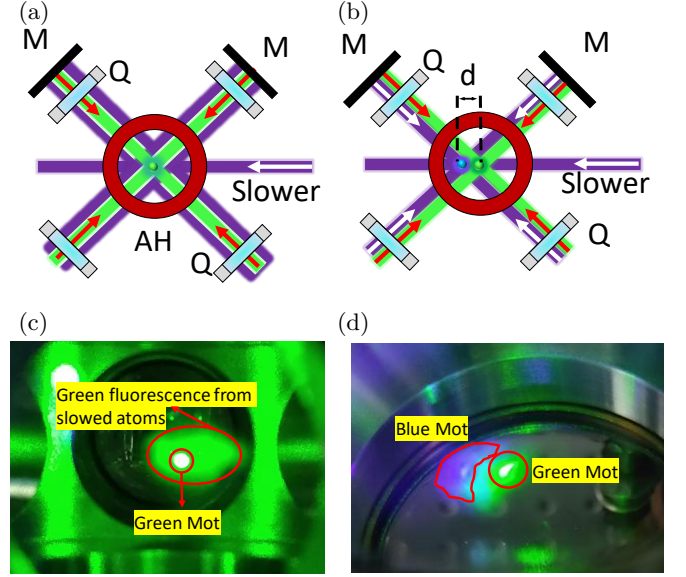 (a)
(b)
M
M
Q
Slower
AH
Q
M
M
Q
d
Slower
Q
(c)
(d)
Green fluorescence from
slowed atoms
Green Mot
Blue Mot
Green Mot